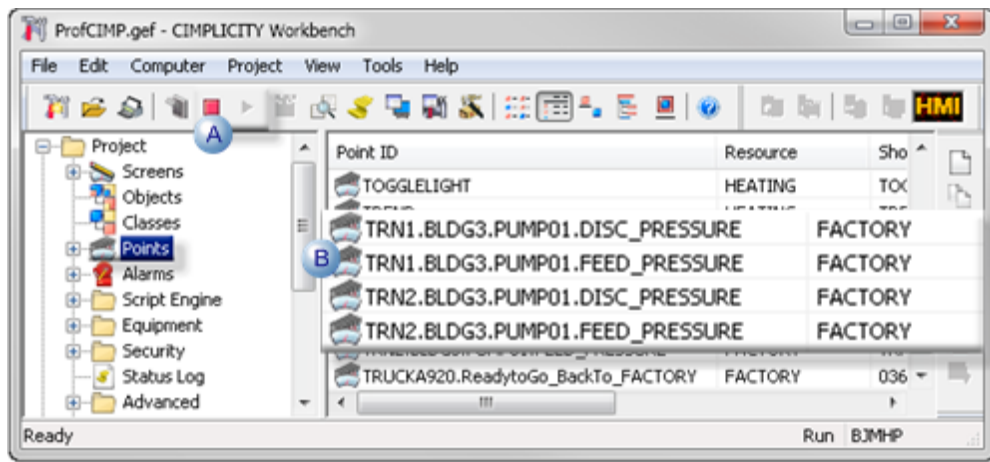 ProfCIMP.gef - CIMPLICITY Workbench
File Edit Computer Project View Tools Help
HMI
A
Project
Screens
Objects
Classes
Points
Alarms
Script Engine
Equipment
Security
Status Log
Advanced
Point ID Resource Sho
TOGGLELIGHT HEATING
B
TRN1.BLDG3.PUMP01.DISC_PRESSURE FACTORY
TRN1.BLDG3.PUMP01.FEED_PRESSURE FACTORY
TRN2.BLDG3.PUMP01.DISC_PRESSURE FACTORY
TRN2.BLDG3.PUMP01.FEED_PRESSURE FACTORY
TRUCKA920.ReadytoGo_BackTo_FACTORY FACTORY 036
Ready Run BJMHP